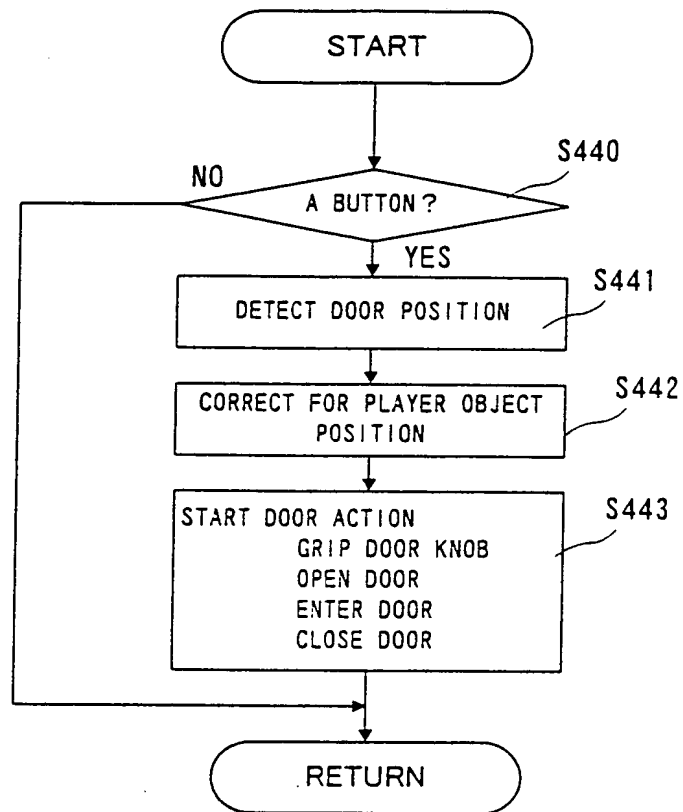 START
S440
NO
A BUTTON?
YES
S441
DETECT DOOR POSITION
S442
CORRECT FOR PLAYER OBJECT
POSITION
S443
START DOOR ACTION
GRIP DOOR KNOB
OPEN DOOR
ENTER DOOR
CLOSE DOOR
RETURN